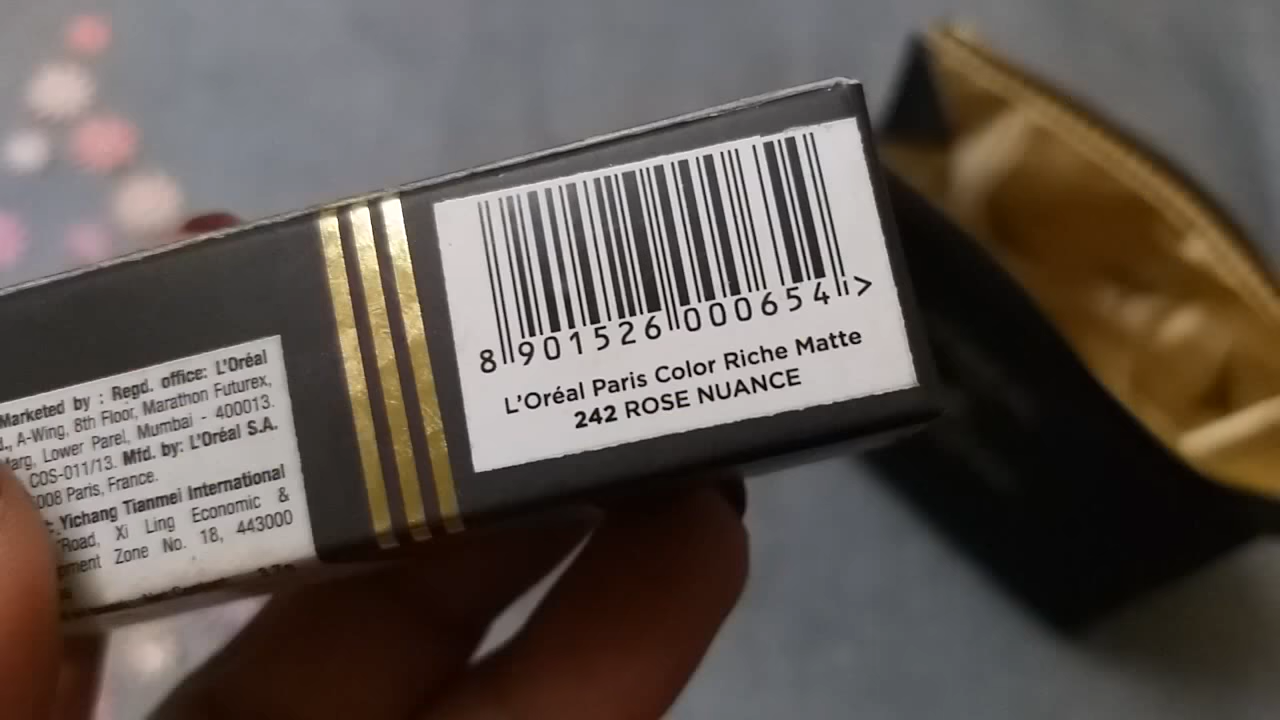 Marketed by : Regd. office: L'Oréal
A-Wing, 8th Floor, Marathon Futurex,
Marg, Lower Parel, Mumbai - 400013.
COS-011/13. Mfd. by: L'Oréal S.A.
008 Paris, France.
Yichang Tianmei International
Road, Xi Ling Economic &
Zone No. 18, 443000
8 901526 000654 >
L'Oréal Paris Color Riche Matte
242 ROSE NUANCE